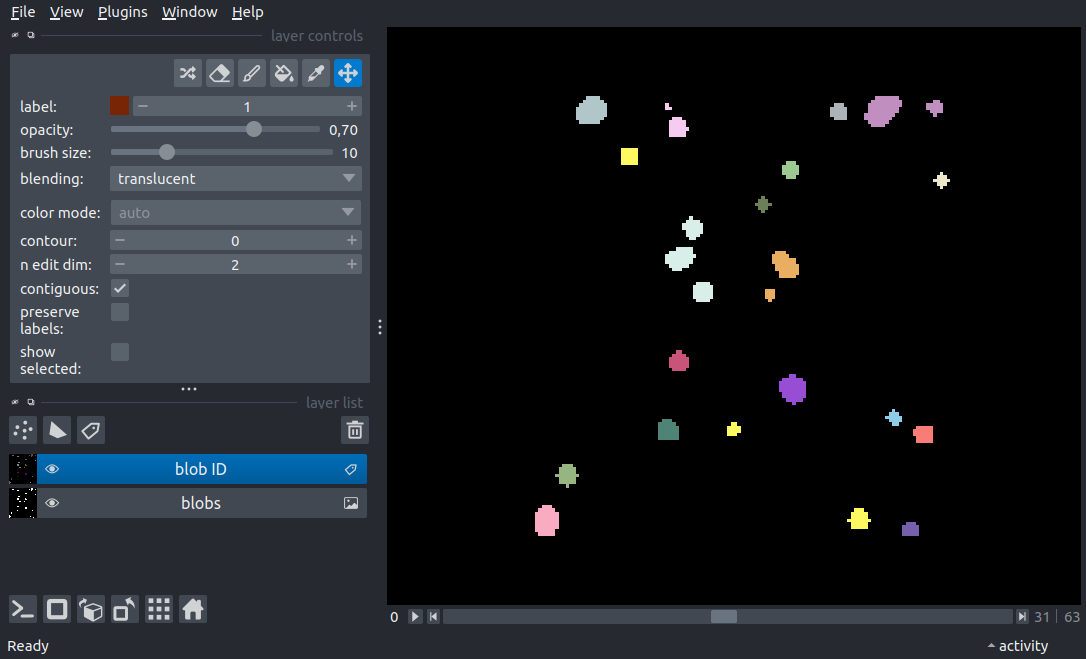 File View Plugins Window Help
layer controls
label: 1
opacity: 0,70
brush size: 10
blending: translucent
color mode: auto
contour: 0
n edit dim: 2
contiguous:
preserve
labels:
show
selected:
layer list
blob ID
blobs
0 31 63
Ready activity